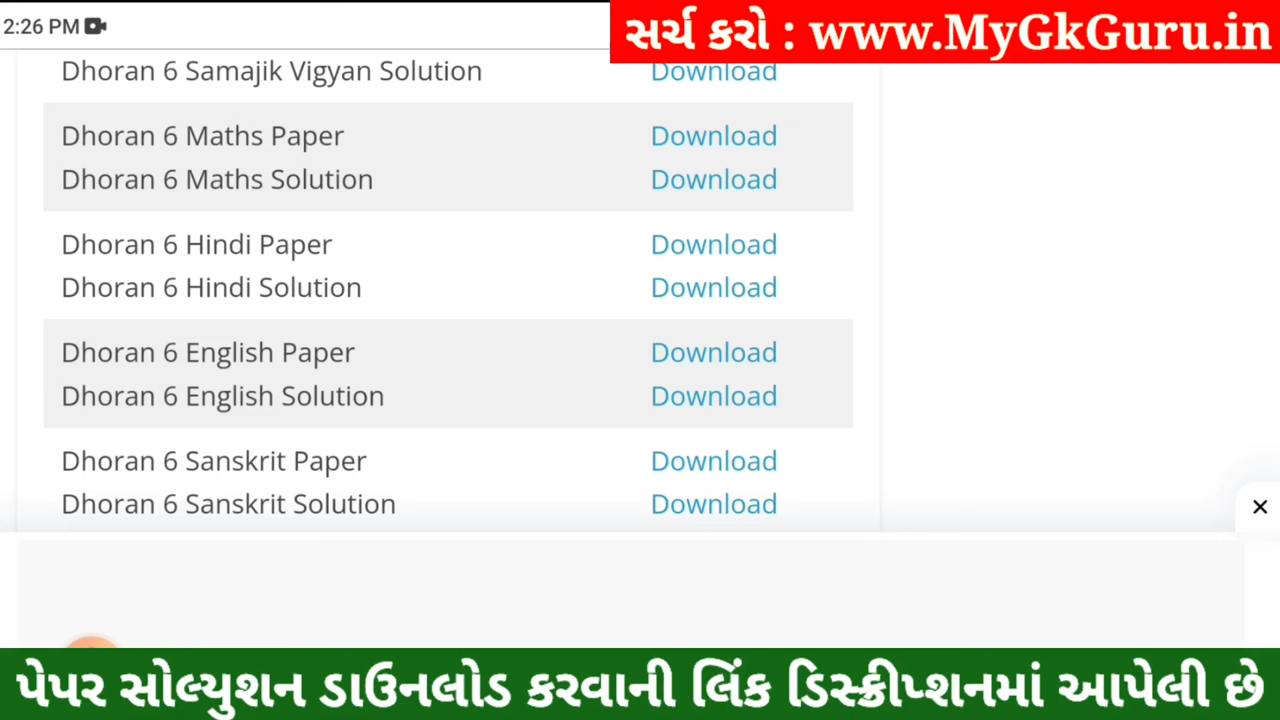 2:26 PM
સર્ચ કરો : www.MyGkGuru.in
Dhoran 6 Samajik Vigyan Solution Download
Dhoran 6 Maths Paper Download
Dhoran 6 Maths Solution Download
Dhoran 6 Hindi Paper Download
Dhoran 6 Hindi Solution Download
Dhoran 6 English Paper Download
Dhoran 6 English Solution Download
Dhoran 6 Sanskrit Paper Download
Dhoran 6 Sanskrit Solution Download
પેપર સોલ્યુશન ડાઉનલોડ કરવાની લિંક ડિસ્ક્રીપ્શનમાં આપેલી છે